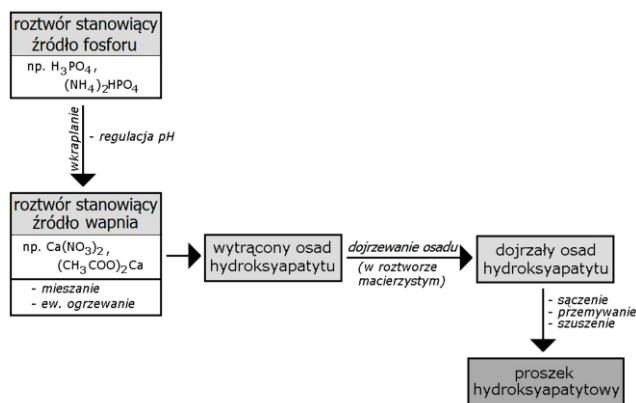 roztwór stanowiący
źródło fosforu
np. H₃PO₄,
(NH₄)₂HPO₄
wkraplanie
- regulacja pH
roztwór stanowiący
źródło wapnia
np. Ca(NO₃)₂,
(CH₃COO)₂Ca
- mieszanie
- ew. ogrzewanie
wytrącony osad
hydroksyapatytu
dojrzewanie osadu
(w roztworze
macierzystym)
dojrzały osad
hydroksyapatytu
- sączenie
- przemywanie
- szuszenie
proszek
hydroksyapatytowy